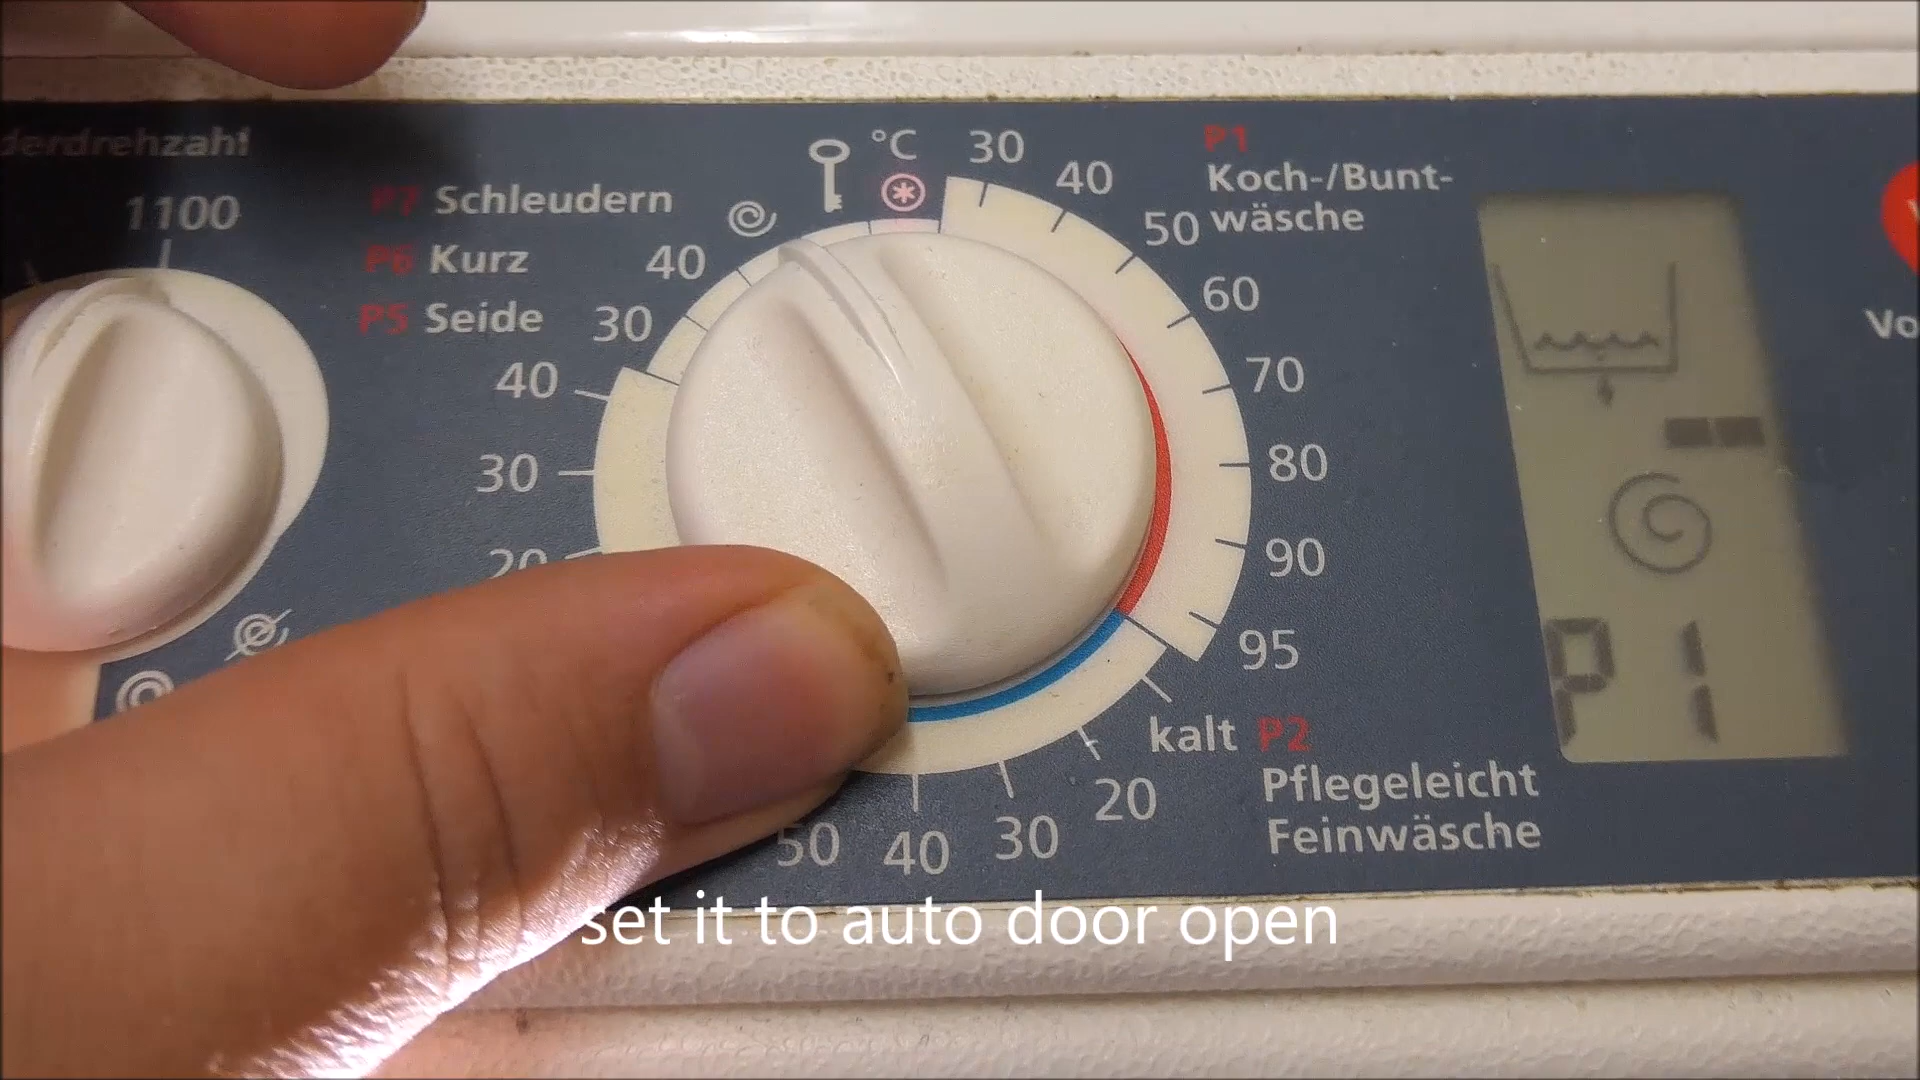 derdrehzahl
1100
P7 Schleudern
P6 Kurz
P5 Seide
°C
30
40
50
60
70
80
90
95
P1
Koch-/Bunt-
wäsche
kalt P2
Pflegeleicht
Feinwäsche
20
30
40
50
20
30
40
30
40
Vo
P1
set it to auto door open